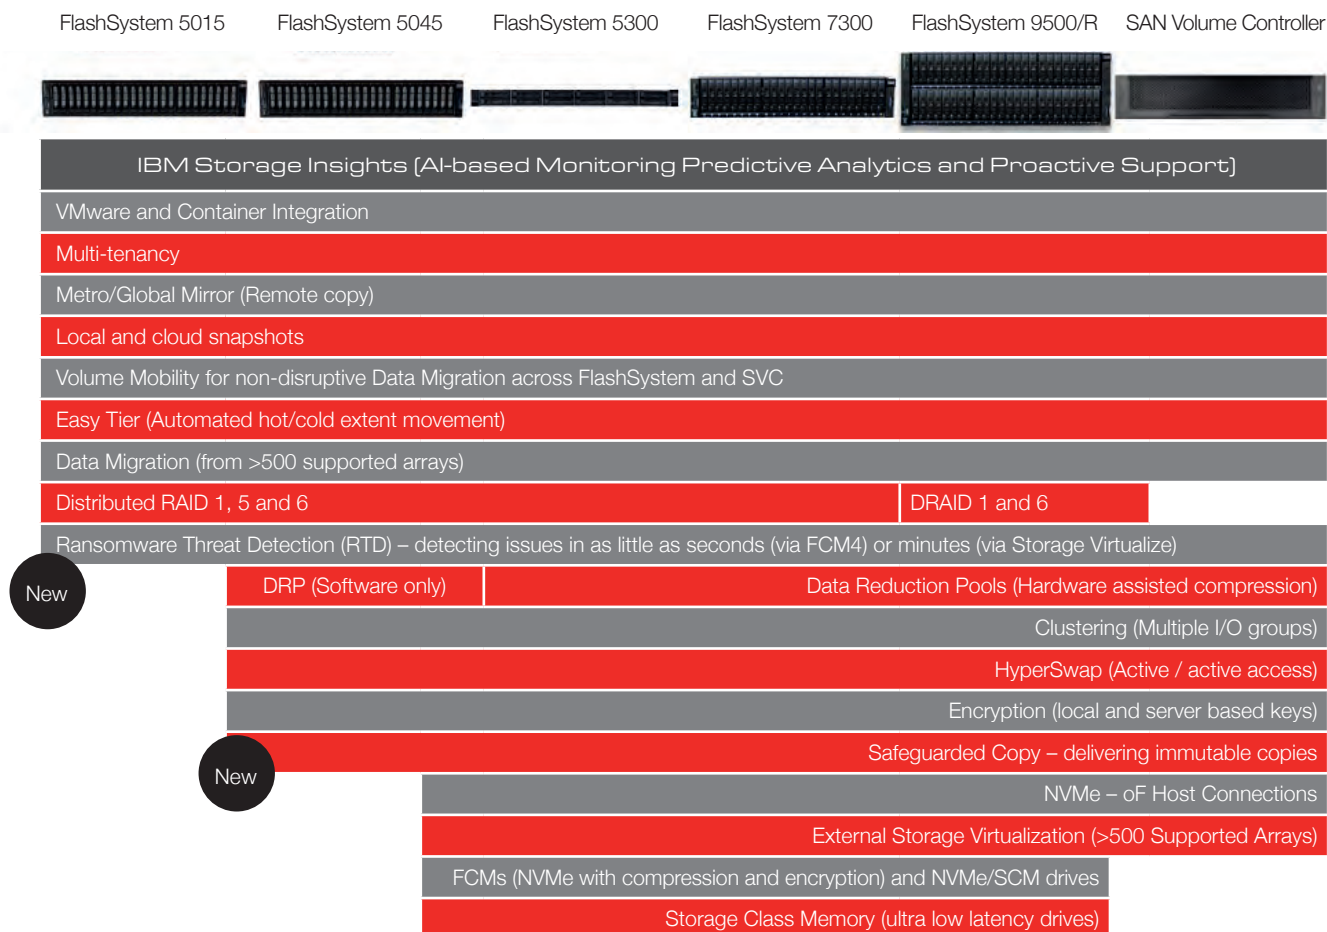 FlashSystem 5015
FlashSystem 5045
FlashSystem 5300
FlashSystem 7300
FlashSystem 9500/R
SAN Volume Controller
IBM Storage Insights (AI-based Monitoring Predictive Analytics and Proactive Support)
VMware and Container Integration
Multi-tenancy
Metro/Global Mirror (Remote copy)
Local and cloud snapshots
Volume Mobility for non-disruptive Data Migration across FlashSystem and SVC
Easy Tier (Automated hot/cold extent movement)
Data Migration (from >500 supported arrays)
Distributed RAID 1, 5 and 6
DRAID 1 and 6
Ransomware Threat Detection (RTD) – detecting issues in as little as seconds (via FCM4) or minutes (via Storage Virtualize)
New
DRP (Software only)
Data Reduction Pools (Hardware assisted compression)
Clustering (Multiple I/O groups)
HyperSwap (Active / active access)
Encryption (local and server based keys)
Safeguarded Copy – delivering immutable copies
New
NVMe – oF Host Connections
External Storage Virtualization (>500 Supported Arrays)
FCMs (NVMe with compression and encryption) and NVMe/SCM drives
Storage Class Memory (ultra low latency drives)